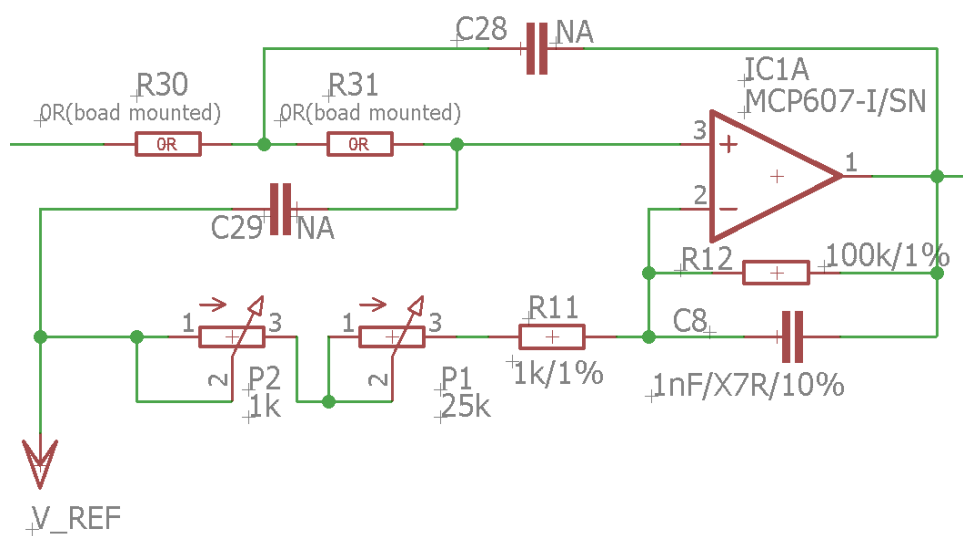 C28 NA
IC1A
MCP607-I/SN
R30 R31
0R(boad mounted) 0R(boad mounted)
0R 0R
3
+
1
2
−
C29 NA
R12 100k/1%
R11
C8
1 3 1 3
1k/1%
2 2
1nF/X7R/10%
P2 P1
1k 25k
V_REF